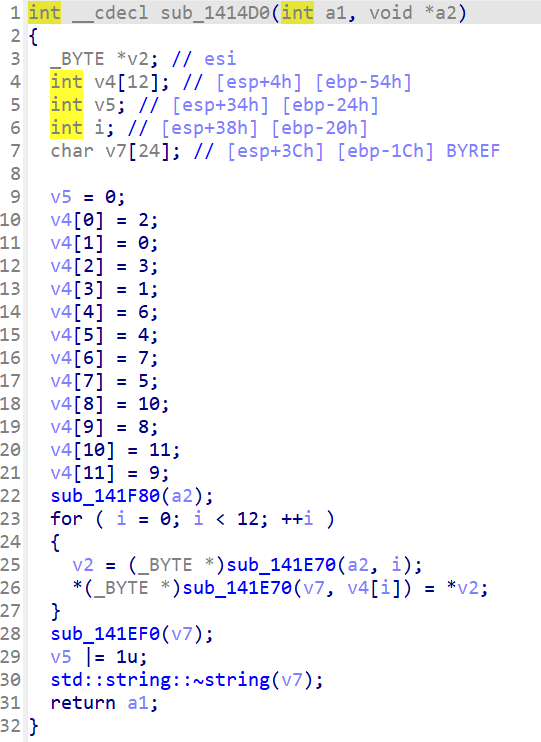 1 int __cdecl sub_1414D0(int a1, void *a2)
2 {
3   _BYTE *v2; // esi
4   int v4[12]; // [esp+4h] [ebp-54h]
5   int v5; // [esp+34h] [ebp-24h]
6   int i; // [esp+38h] [ebp-20h]
7   char v7[24]; // [esp+3Ch] [ebp-1Ch] BYREF
8
9   v5 = 0;
10   v4[0] = 2;
11   v4[1] = 0;
12   v4[2] = 3;
13   v4[3] = 1;
14   v4[4] = 6;
15   v4[5] = 4;
16   v4[6] = 7;
17   v4[7] = 5;
18   v4[8] = 10;
19   v4[9] = 8;
20   v4[10] = 11;
21   v4[11] = 9;
22   sub_141F80(a2);
23   for ( i = 0; i < 12; ++i )
24   {
25     v2 = (_BYTE *)sub_141E70(a2, i);
26     *(_BYTE *)sub_141E70(v7, v4[i]) = *v2;
27   }
28   sub_141EF0(v7);
29   v5 |= 1u;
30   std::string::~string(v7);
31   return a1;
32 }